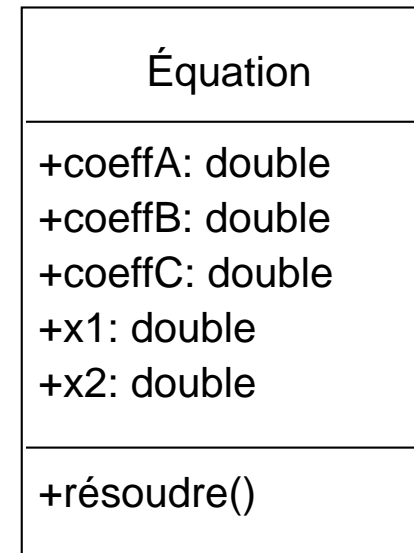 Équation
+coeffA: double
+coeffB: double
+coeffC: double
+x1: double
+x2: double
+résoudre()